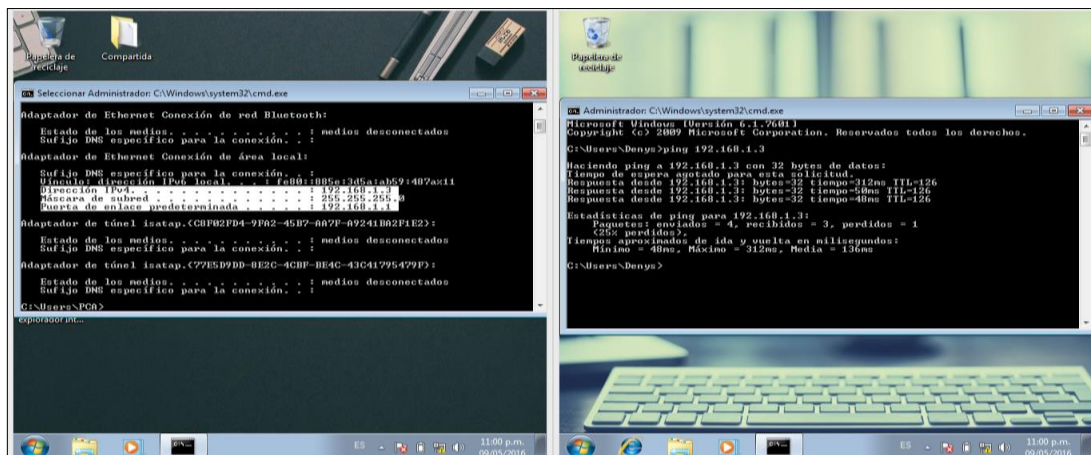 Papelera de
reciclaje
Compartida
Seleccionar Administrador: C:\Windows\system32\cmd.exe
Adaptador de Ethernet Conexión de red Bluetooth:
Estado de los medios. . . . . . . . . . . : medios desconectados
Sufijo DNS específico para la conexión. . :
Adaptador de Ethernet Conexión de área local:
Sufijo DNS específico para la conexión. . :
Vínculo: dirección IPv6 local. . . : fe80::885e:3d5a:ab59:487a%11
Dirección IPv4. . . . . . . . . . . . . . : 192.168.1.3
Máscara de subred . . . . . . . . . . . . : 255.255.255.0
Puerta de enlace predeterminada . . . . . : 192.168.1.1
Adaptador de túnel isatap.{C8F02FD4-9FA2-45B7-AA7F-A9241BA2F1E2}:
Estado de los medios. . . . . . . . . . . : medios desconectados
Sufijo DNS específico para la conexión. . :
Adaptador de túnel isatap.{77E5D9DD-8E2C-4CBF-BE4C-43C41795479F}:
Estado de los medios. . . . . . . . . . . : medios desconectados
Sufijo DNS específico para la conexión. . :
C:\Users\PCA>
explorador int...
ES
11:00 p.m.
09/05/2016
Papelera de
reciclaje
Administrador: C:\Windows\system32\cmd.exe
Microsoft Windows [Versión 6.1.7601]
Copyright (c) 2009 Microsoft Corporation. Reservados todos los derechos.
C:\Users\Denys>ping 192.168.1.3
Haciendo ping a 192.168.1.3 con 32 bytes de datos:
Tiempo de espera agotado para esta solicitud.
Respuesta desde 192.168.1.3: bytes=32 tiempo=312ms TTL=126
Respuesta desde 192.168.1.3: bytes=32 tiempo=50ms TTL=126
Respuesta desde 192.168.1.3: bytes=32 tiempo=48ms TTL=126
Estadísticas de ping para 192.168.1.3:
Paquetes: enviados = 4, recibidos = 3, perdidos = 1
(25% perdidos),
Tiempos aproximados de ida y vuelta en milisegundos:
Mínimo = 48ms, Máximo = 312ms, Media = 136ms
C:\Users\Denys>
ES
11:00 p.m.
09/05/2016